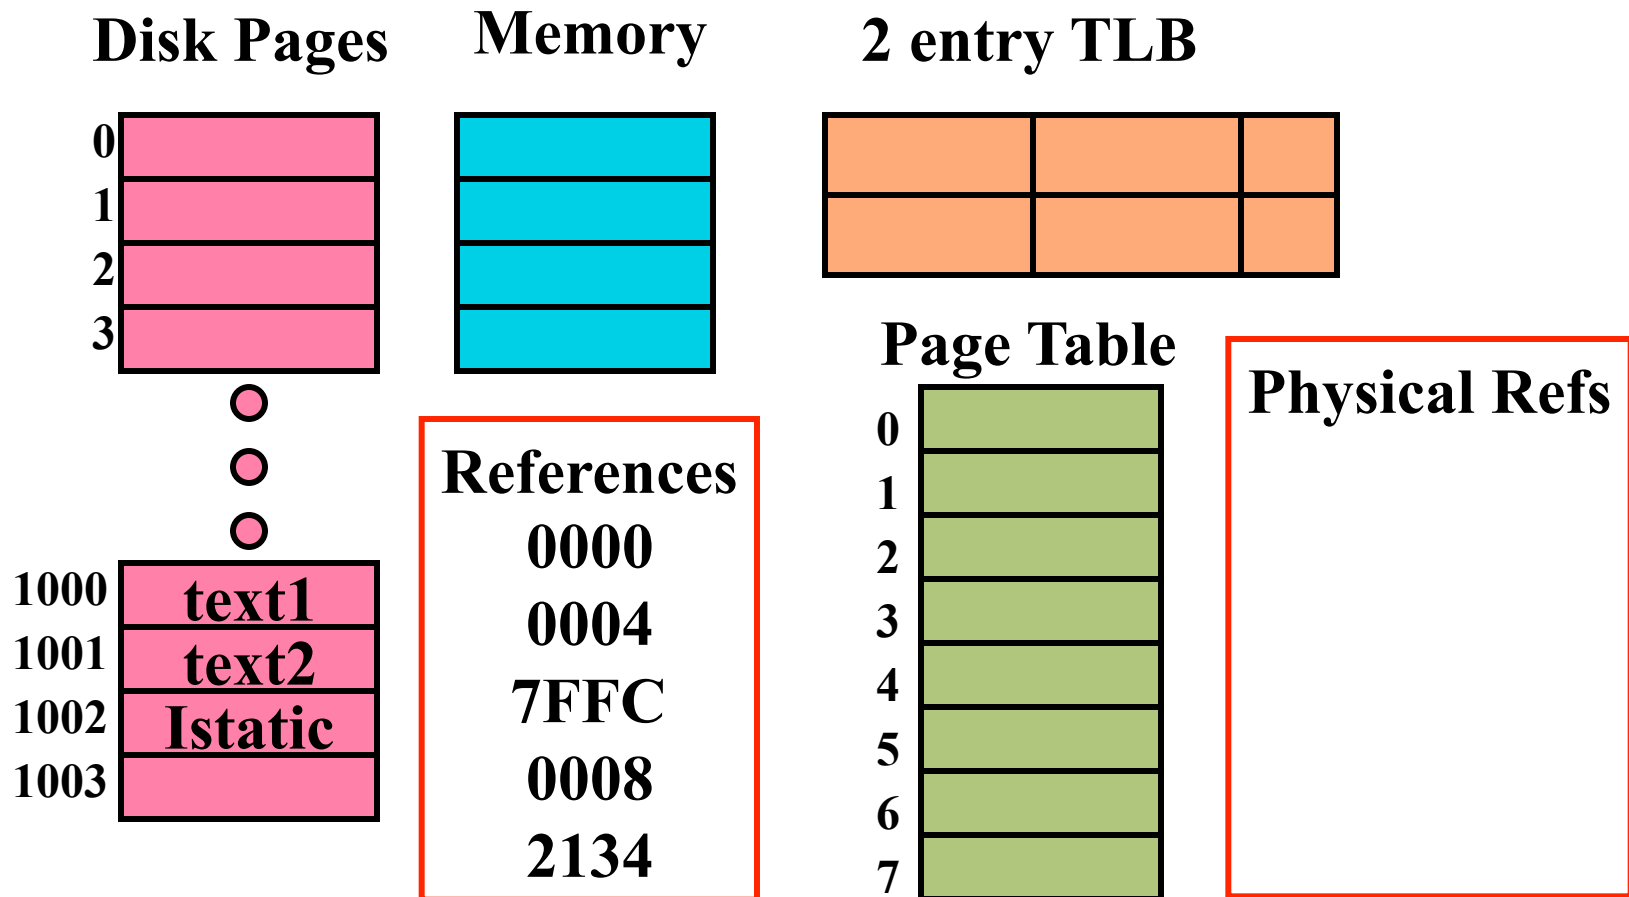 Disk Pages
0
1
2
3
1000 text1
1001 text2
1002 Istatic
1003
Memory
References
0000
0004
7FFC
0008
2134
2 entry TLB
Page Table
0
1
2
3
4
5
6
7
Physical Refs